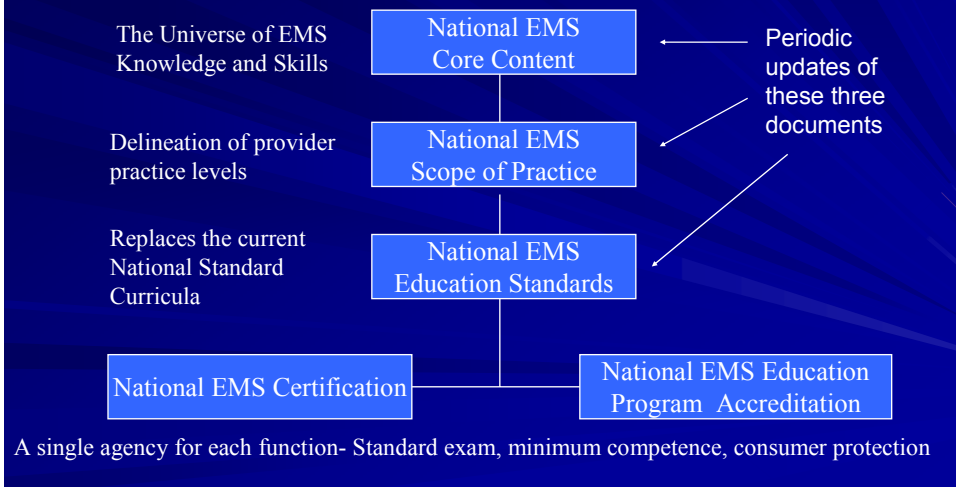 The Universe of EMS
Knowledge and Skills
National EMS
Core Content
Periodic
updates of
these three
documents
Delineation of provider
practice levels
National EMS
Scope of Practice
Replaces the current
National Standard
Curricula
National EMS
Education Standards
National EMS Certification
National EMS Education
Program Accreditation
A single agency for each function- Standard exam, minimum competence, consumer protection